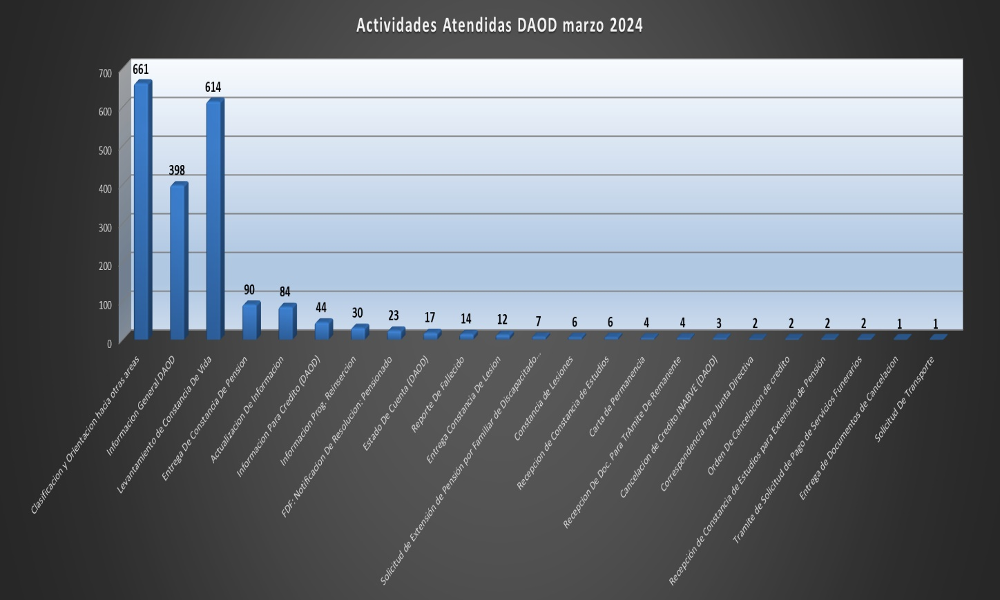 Actividades Atendidas DAOD marzo 2024
700
600
500
400
300
200
100
0
661
398
614
90
84
44
30
23
17
14
12
7
6
6
4
4
3
2
2
2
2
1
1
Clasificacion y Orientacion hacia otras areas
Informacion General DAOD
Levantamiento de Constancia De Vida
Entrega De Constancia De Pension
Actualizacion De Informacion
Informacion Para Credito (DAOD)
Informacion Prog. Reinsercion
FDF: Notificacion De Resolucion: Pensionado
Estado De Cuenta (DAOD)
Reporte De Fallecido
Entrega Constancia De Lesion
Solicitud de Extensión de Pensión por Familiar de Discapacitado...
Constancia de Lesiones
Recepcion de Constancia de Estudios
Carta de Permanencia
Recepcion De Doc. Para TrAmite De Remanente
Cancelacion de Credito INABVE (DAOD)
Correspondencia Para Junta Directiva
Orden De Cancelacion de credito
Recepción de Constancia de Estudios para Extensión de Pensión
Tramite de Solicitud de Pago de Servicios Funerarios
Entrega de Documentos de Cancelacion
Solicitud De Transporte